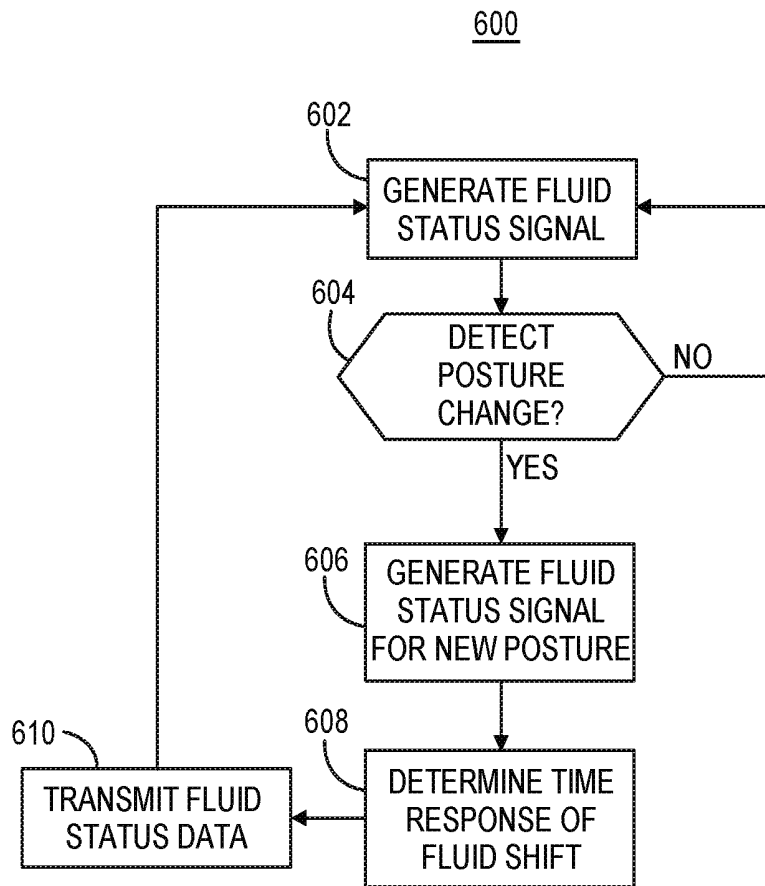 600
602
GENERATE FLUID
STATUS SIGNAL
604
DETECT
POSTURE
CHANGE?
NO
YES
606
GENERATE FLUID
STATUS SIGNAL
FOR NEW POSTURE
608
DETERMINE TIME
RESPONSE OF
FLUID SHIFT
610
TRANSMIT FLUID
STATUS DATA